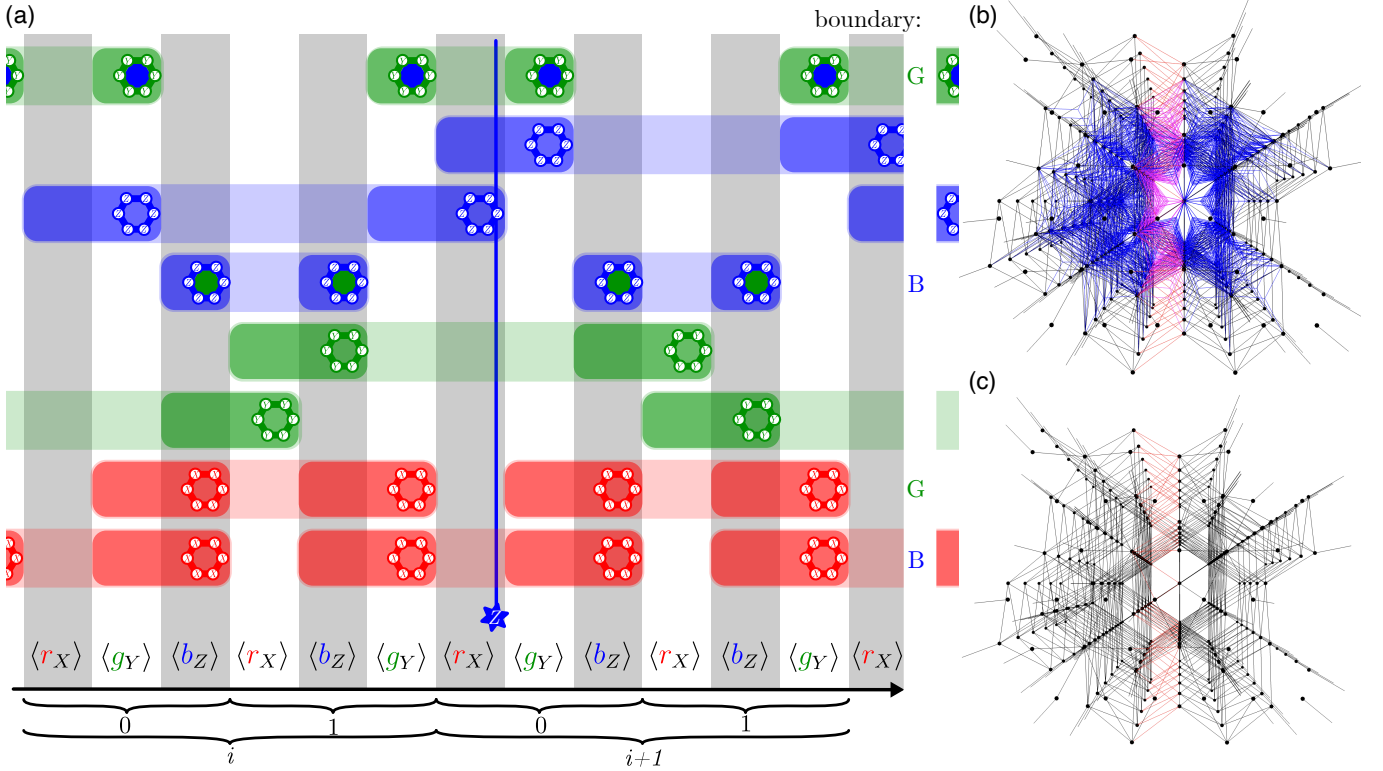 (a)
boundary:
(b)
G
B
(c)
G
B
Z
⟨r_X⟩ ⟨g_Y⟩ ⟨b_Z⟩ ⟨r_X⟩ ⟨b_Z⟩ ⟨g_Y⟩ ⟨r_X⟩ ⟨g_Y⟩ ⟨b_Z⟩ ⟨r_X⟩ ⟨b_Z⟩ ⟨g_Y⟩ ⟨r_X⟩
0 1 0 1
i i+1